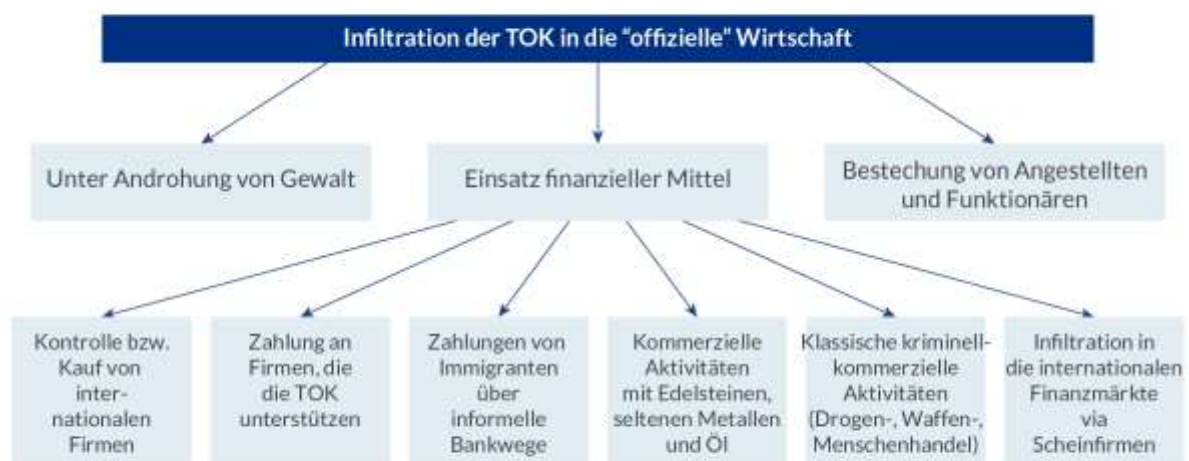 Infiltration der TOK in die “offizielle” Wirtschaft
Unter Androhung von Gewalt
Einsatz finanzieller Mittel
Bestechung von Angestellten
und Funktionären
Kontrolle bzw.
Kauf von
inter-
nationalen
Firmen
Zahlung an
Firmen, die
die TOK
unterstützen
Zahlungen von
Immigranten
über
informelle
Bankwege
Kommerzielle
Aktivitäten
mit Edelsteinen,
seltenen Metallen
und Öl
Klassische kriminell-
kommerzielle
Aktivitäten
(Drogen-, Waffen-,
Menschenhandel)
Infiltration in
die internationalen
Finanzmärkte
via
Scheinfirmen